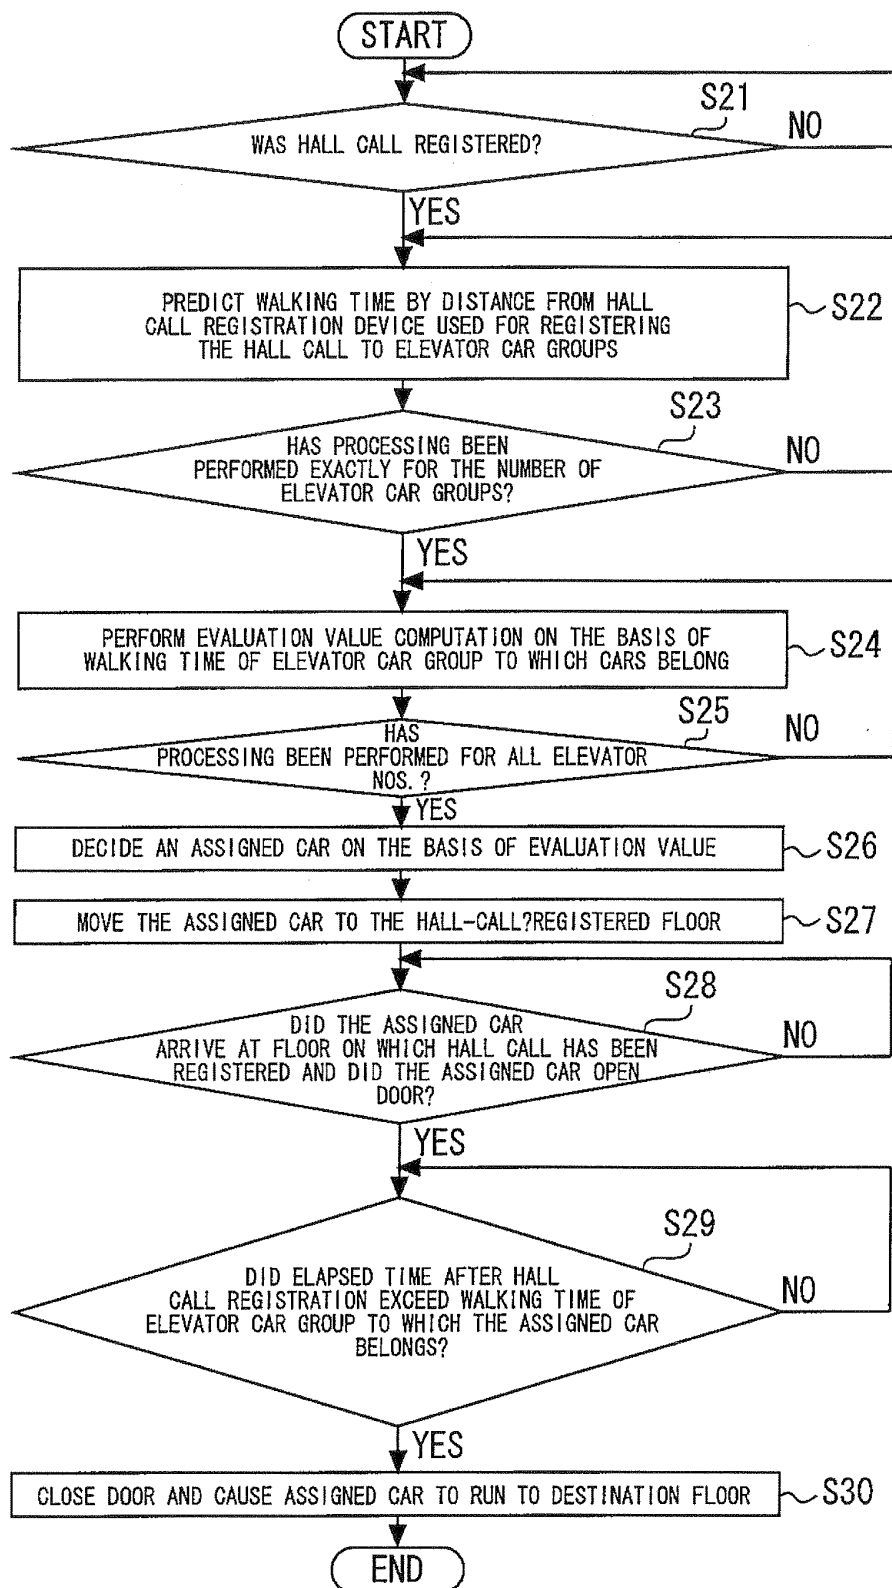 START
S21
WAS HALL CALL REGISTERED?
NO
YES
PREDICT WALKING TIME BY DISTANCE FROM HALL
CALL REGISTRATION DEVICE USED FOR REGISTERING
THE HALL CALL TO ELEVATOR CAR GROUPS
S22
S23
HAS PROCESSING BEEN
PERFORMED EXACTLY FOR THE NUMBER OF
ELEVATOR CAR GROUPS?
NO
YES
PERFORM EVALUATION VALUE COMPUTATION ON THE BASIS OF
WALKING TIME OF ELEVATOR CAR GROUP TO WHICH CARS BELONG
S24
S25
HAS
PROCESSING BEEN PERFORMED FOR ALL ELEVATOR
NOS.?
NO
YES
DECIDE AN ASSIGNED CAR ON THE BASIS OF EVALUATION VALUE
S26
MOVE THE ASSIGNED CAR TO THE HALL-CALL?REGISTERED FLOOR
S27
S28
DID THE ASSIGNED CAR
ARRIVE AT FLOOR ON WHICH HALL CALL HAS BEEN
REGISTERED AND DID THE ASSIGNED CAR OPEN
DOOR?
NO
YES
S29
DID ELAPSED TIME AFTER HALL
CALL REGISTRATION EXCEED WALKING TIME OF
ELEVATOR CAR GROUP TO WHICH THE ASSIGNED CAR
BELONGS?
NO
YES
CLOSE DOOR AND CAUSE ASSIGNED CAR TO RUN TO DESTINATION FLOOR
S30
END